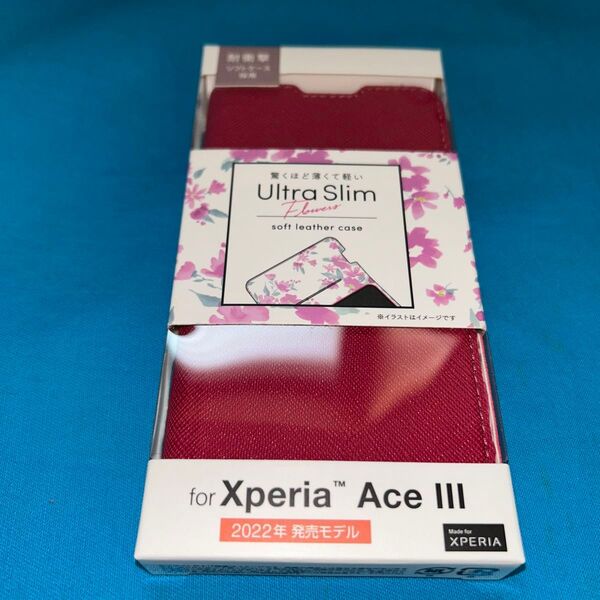 耐衝撃
ソフトケース
採用
驚くほど薄くて軽い
Ultra Slim
Flowers
soft leather case
※イラストはイメージです
for Xperia™ Ace III
2022年 発売モデル
Made for
XPERIA